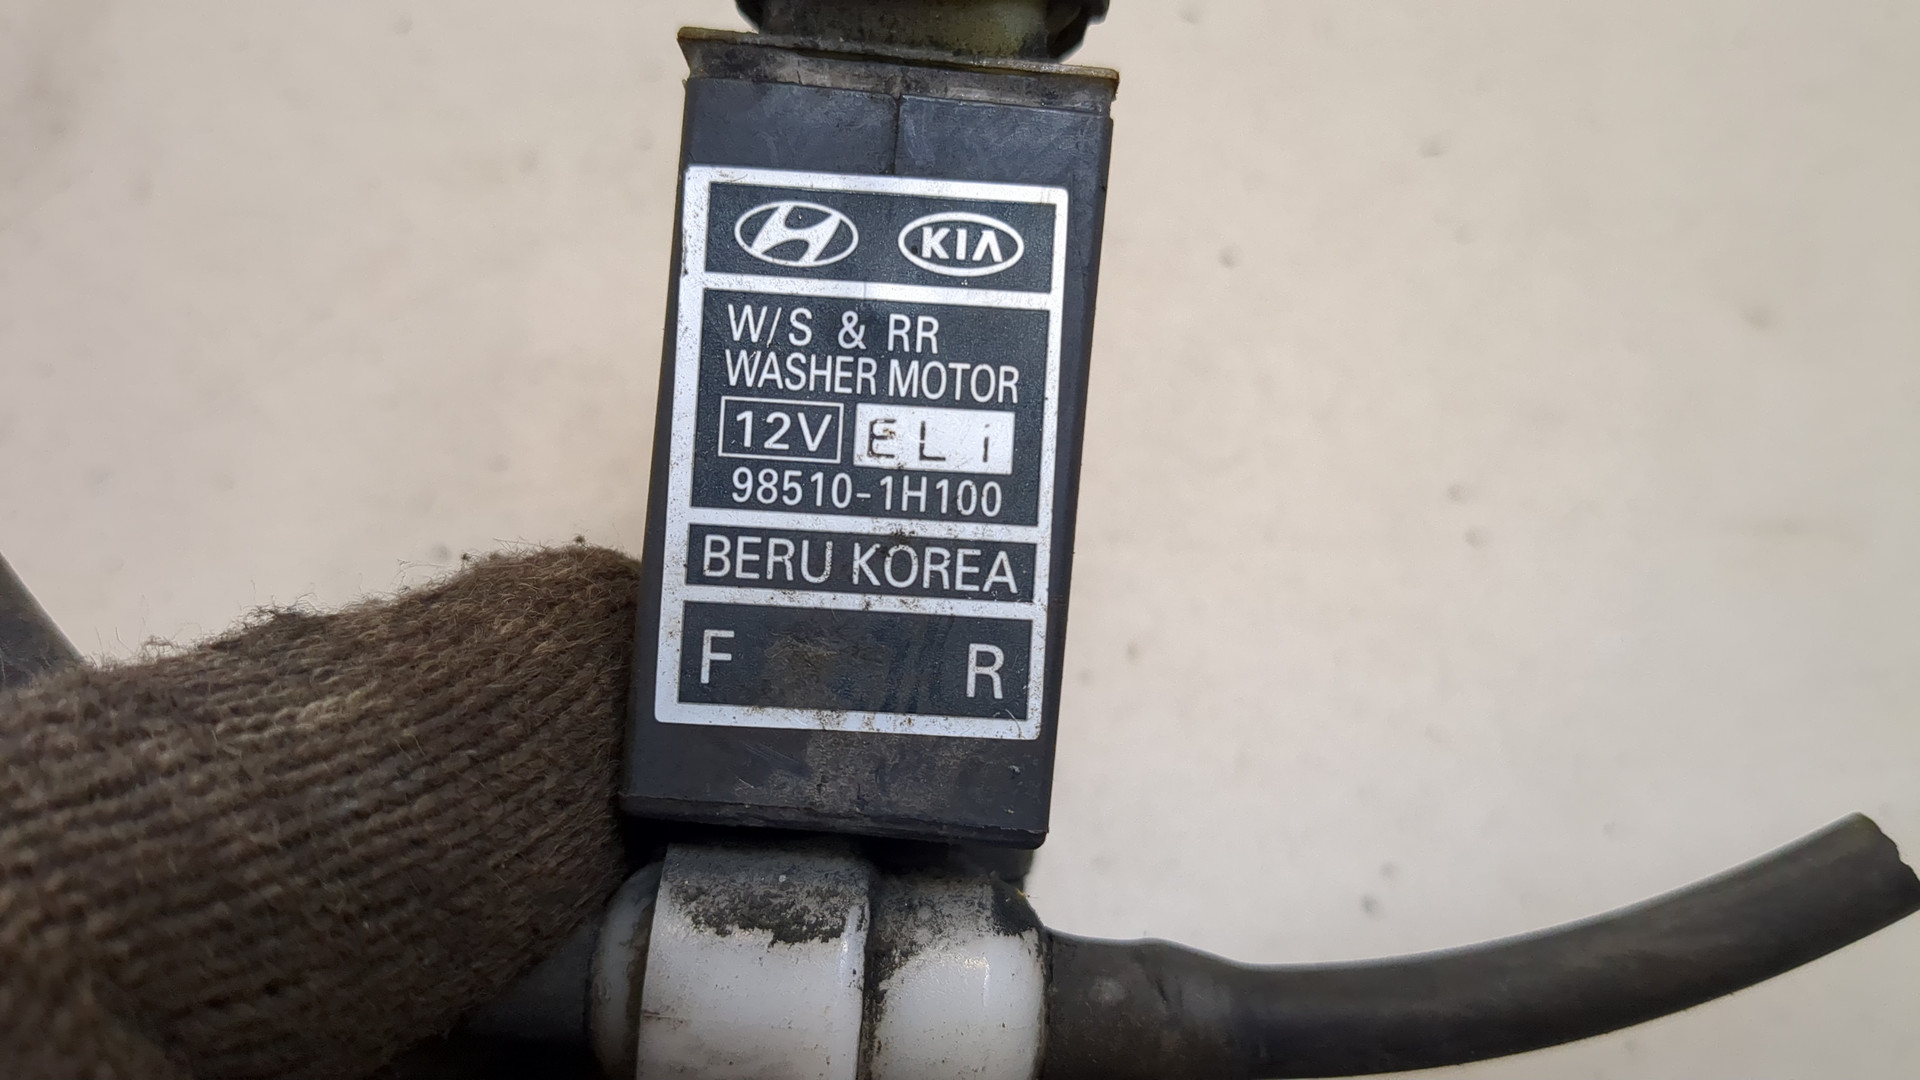 KIA
W/S & RR
WASHER MOTOR
12V ELi
98510-1H100
BERU KOREA
F R